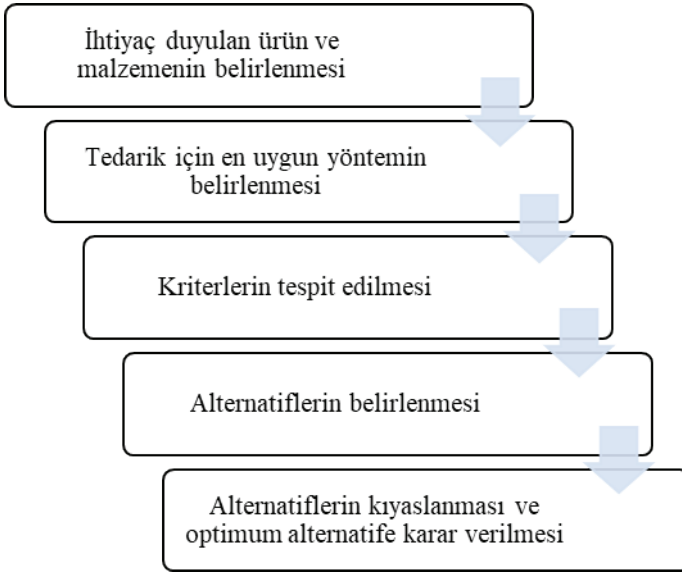 İhtiyaç duyulan ürün ve
malzemenin belirlenmesi
Tedarik için en uygun yöntemin
belirlenmesi
Kriterlerin tespit edilmesi
Alternatiflerin belirlenmesi
Alternatiflerin kıyaslanması ve
optimum alternatife karar verilmesi